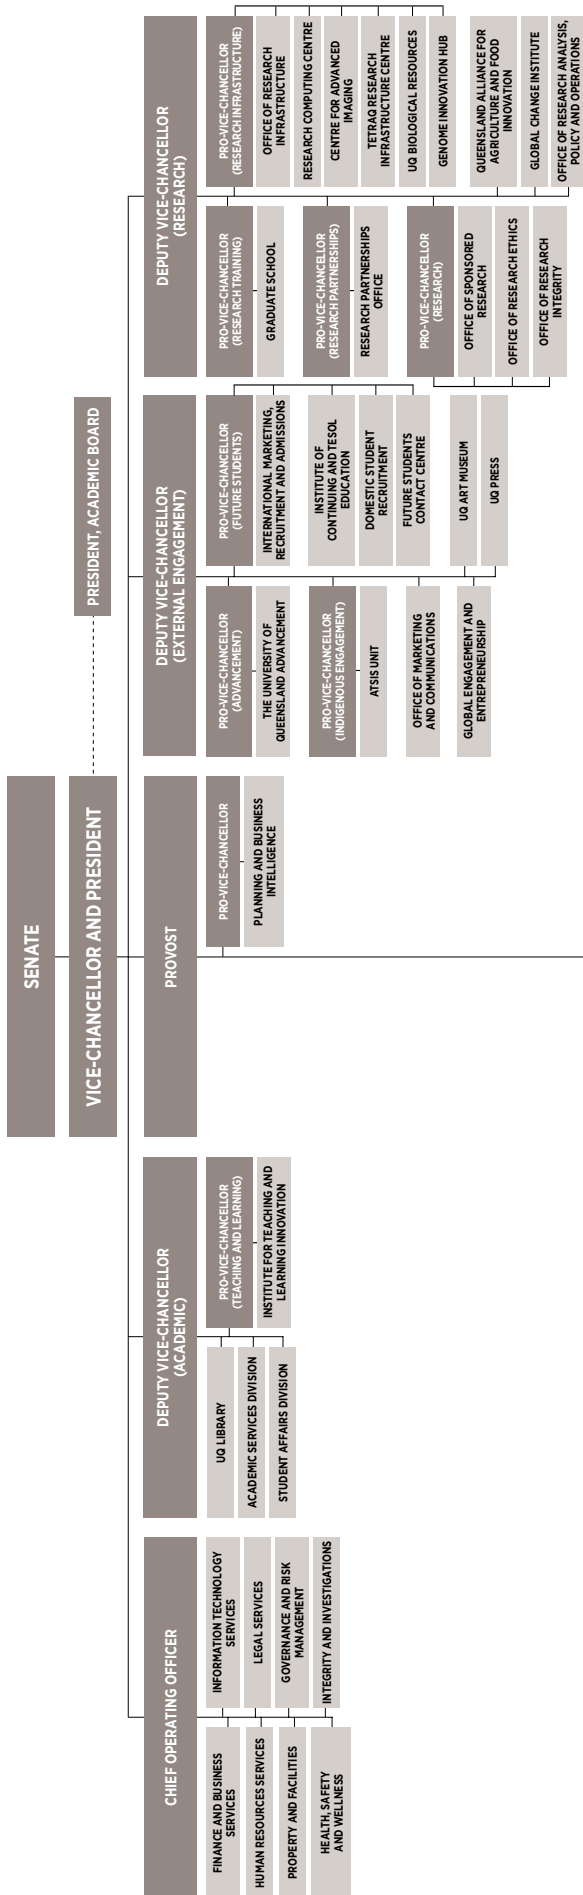 SENATE
VICE-CHANCELLOR AND PRESIDENT
PRESIDENT, ACADEMIC BOARD
CHIEF OPERATING OFFICER
FINANCE AND BUSINESS
SERVICES
HUMAN RESOURCES SERVICES
PROPERTY AND FACILITIES
HEALTH, SAFETY
AND WELLNESS
INFORMATION TECHNOLOGY
SERVICES
LEGAL SERVICES
GOVERNANCE AND RISK
MANAGEMENT
INTEGRITY AND INVESTIGATIONS
DEPUTY VICE-CHANCELLOR
(ACADEMIC)
UQ LIBRARY
ACADEMIC SERVICES DIVISION
STUDENT AFFAIRS DIVISION
PRO-VICE-CHANCELLOR
(TEACHING AND LEARNING)
INSTITUTE FOR TEACHING AND
LEARNING INNOVATION
PROVOST
PRO-VICE-CHANCELLOR
PLANNING AND BUSINESS
INTELLIGENCE
DEPUTY VICE-CHANCELLOR
(EXTERNAL ENGAGEMENT)
PRO-VICE-CHANCELLOR
(ADVANCEMENT)
THE UNIVERSITY OF
QUEENSLAND ADVANCEMENT
PRO-VICE-CHANCELLOR
(INDIGENOUS ENGAGEMENT)
ATSIS UNIT
OFFICE OF MARKETING
AND COMMUNICATIONS
GLOBAL ENGAGEMENT AND
ENTREPRENEURSHIP
PRO-VICE-CHANCELLOR
(FUTURE STUDENTS)
INTERNATIONAL MARKETING,
RECRUITMENT AND ADMISSIONS
INSTITUTE OF
CONTINUING AND TESOL
EDUCATION
DOMESTIC STUDENT
RECRUITMENT
FUTURE STUDENTS
CONTACT CENTRE
UQ ART MUSEUM
UQ PRESS
DEPUTY VICE-CHANCELLOR
(RESEARCH)
PRO-VICE-CHANCELLOR
(RESEARCH TRAINING)
GRADUATE SCHOOL
PRO-VICE-CHANCELLOR
(RESEARCH PARTNERSHIPS)
RESEARCH PARTNERSHIPS
OFFICE
PRO-VICE-CHANCELLOR
(RESEARCH)
OFFICE OF SPONSORED
RESEARCH
OFFICE OF RESEARCH ETHICS
OFFICE OF RESEARCH
INTEGRITY
PRO-VICE-CHANCELLOR
(RESEARCH INFRASTRUCTURE)
OFFICE OF RESEARCH
INFRASTRUCTURE
RESEARCH COMPUTING CENTRE
CENTRE FOR ADVANCED
IMAGING
TETRAQ RESEARCH
INFRASTRUCTURE CENTRE
UQ BIOLOGICAL RESOURCES
GENOME INNOVATION HUB
QUEENSLAND ALLIANCE FOR
AGRICULTURE AND FOOD
INNOVATION
GLOBAL CHANGE INSTITUTE
OFFICE OF RESEARCH ANALYSIS,
POLICY AND OPERATIONS